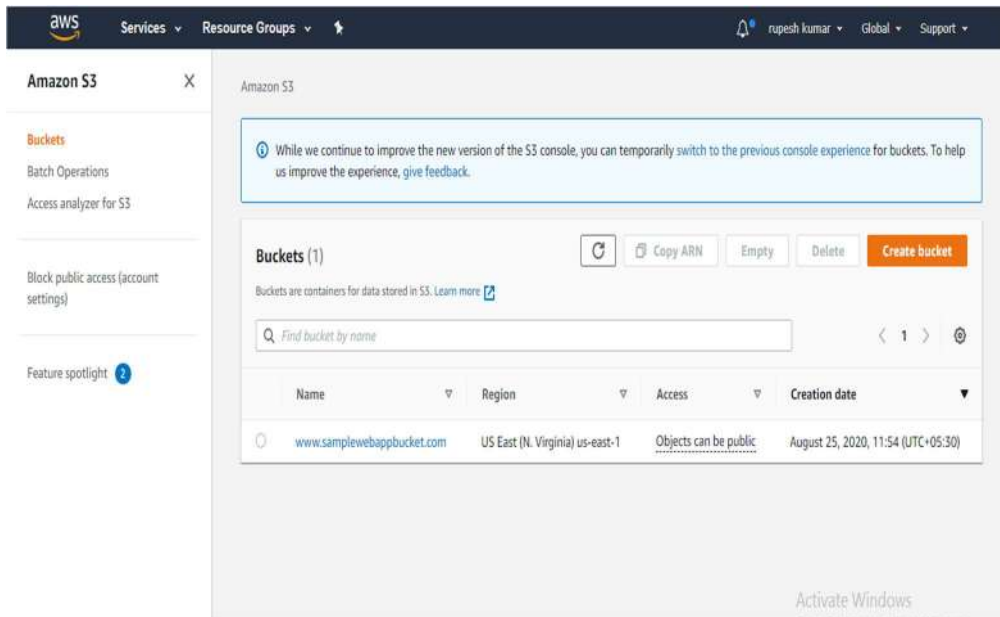 aws Services Resource Groups rupesh kumar Global Support
Amazon S3 X
Buckets
Batch Operations
Access analyzer for S3
Block public access (account
settings)
Feature spotlight 2
Amazon S3
While we continue to improve the new version of the S3 console, you can temporarily switch to the previous console experience for buckets. To help
us improve the experience, give feedback.
Buckets (1) Copy ARN Empty Delete Create bucket
Buckets are containers for data stored in S3. Learn more
Find bucket by name 1
Name Region Access Creation date
www.samplewebappbucket.com US East (N. Virginia) us-east-1 Objects can be public August 25, 2020, 11:54 (UTC+05:30)
Activate Windows